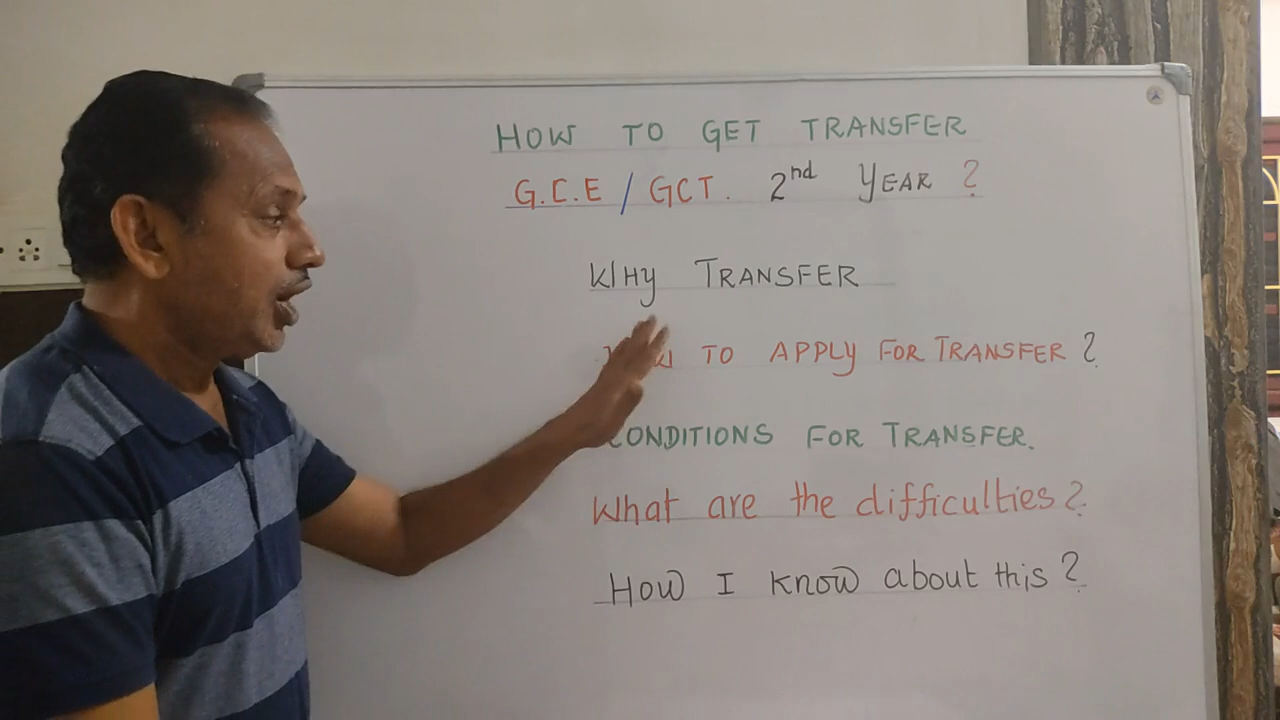 HOW TO GET TRANSFER
G.C.E / GCT. 2nd YEAR ?
WHy TRANSFER
TO APPLy FOR TRANSFER ?
CONDITIONS FOR TRANSFER.
What are the difficulties ?
How I know about this ?